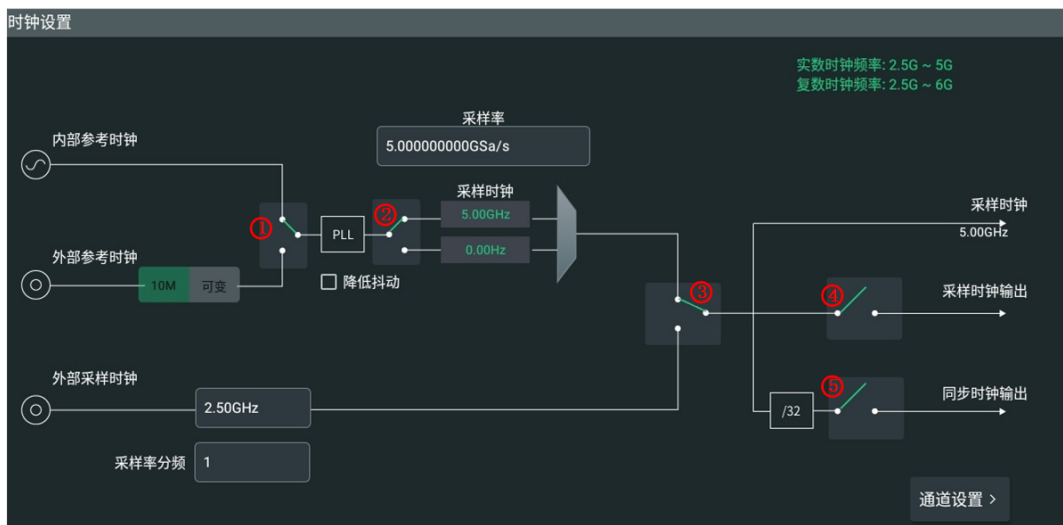 时钟设置
实数时钟频率: 2.5G ~ 5G
复数时钟频率: 2.5G ~ 6G
采样率
5.000000000GSa/s
内部参考时钟
采样时钟
5.00GHz
①
PLL
②
0.00Hz
外部参考时钟
10M
可变
降低抖动
采样时钟
5.00GHz
③
④
采样时钟输出
外部采样时钟
2.50GHz
⑤
/32
同步时钟输出
采样率分频
1
通道设置 >